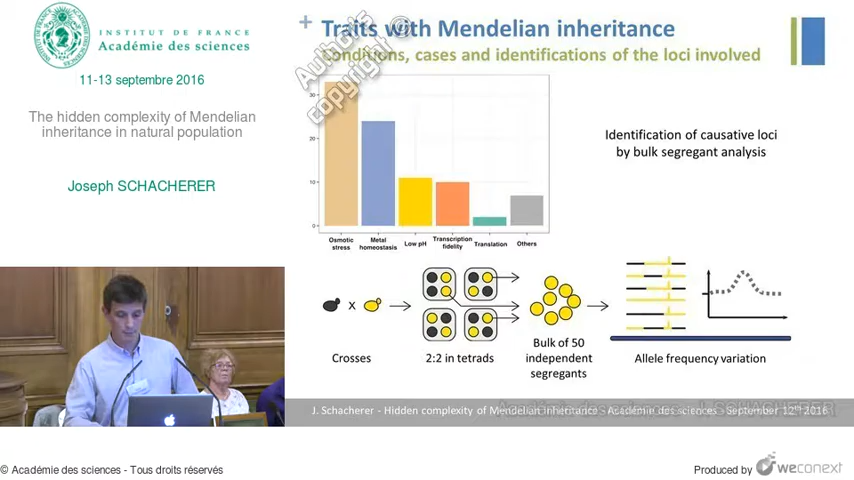 INSTITUT DE FRANCE
Académie des sciences
11-13 septembre 2016
The hidden complexity of Mendelian
inheritance in natural population
Joseph SCHACHERER
+ Traits with Mendelian inheritance
Conditions, cases and identifications of the loci involved
Author's
copyright ©
30
20
10
0
Osmotic
stress
Metal
homeostasis
Low pH
Transcription
fidelity
Translation
Others
Identification of causative loci
by bulk segregant analysis
X
Crosses
2:2 in tetrads
Bulk of 50
independent
segregants
Allele frequency variation
J. Schacherer - Hidden complexity of Mendelian inheritance - Académie des sciences - September 12th 2016
© Académie des sciences - Tous droits réservés
Produced by
weconext